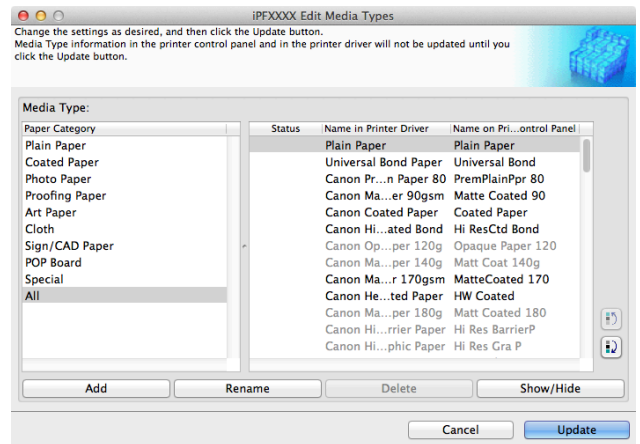 iPFXXXX Edit Media Types
Change the settings as desired, and then click the Update button.
Media Type information in the printer control panel and in the printer driver will not be updated until you
click the Update button.
Media Type:
Paper Category
Plain Paper
Coated Paper
Photo Paper
Proofing Paper
Art Paper
Cloth
Sign/CAD Paper
POP Board
Special
All
Status Name in Printer Driver Name on Pri...ontrol Panel
Plain Paper Plain Paper
Universal Bond Paper Universal Bond
Canon Pr...n Paper 80 PremPlainPpr 80
Canon Ma...er 90gsm Matte Coated 90
Canon Coated Paper Coated Paper
Canon Hi...ated Bond Hi ResCtd Bond
Canon Op...per 120g Opaque Paper 120
Canon Ma...per 140g Matt Coat 140g
Canon Ma...r 170gsm MatteCoated 170
Canon He...ted Paper HW Coated
Canon Ma...per 180g Matt Coated 180
Canon Hi...rrier Paper Hi Res BarrierP
Canon Hi...phic Paper Hi Res Gra P
Add Rename Delete Show/Hide
Cancel Update